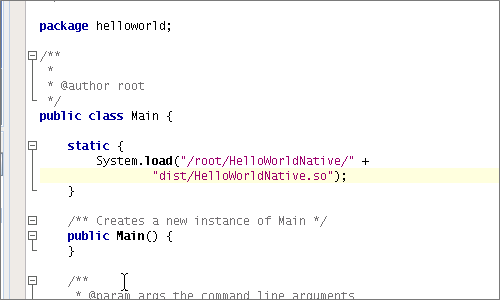 package helloworld;
/**
*
* @author root
*/
public class Main {
static {
System.load("/root/HelloWorldNative/" +
"dist/HelloWorldNative.so");
}
/** Creates a new instance of Main */
public Main() {
}
/**
* @param args the command line arguments